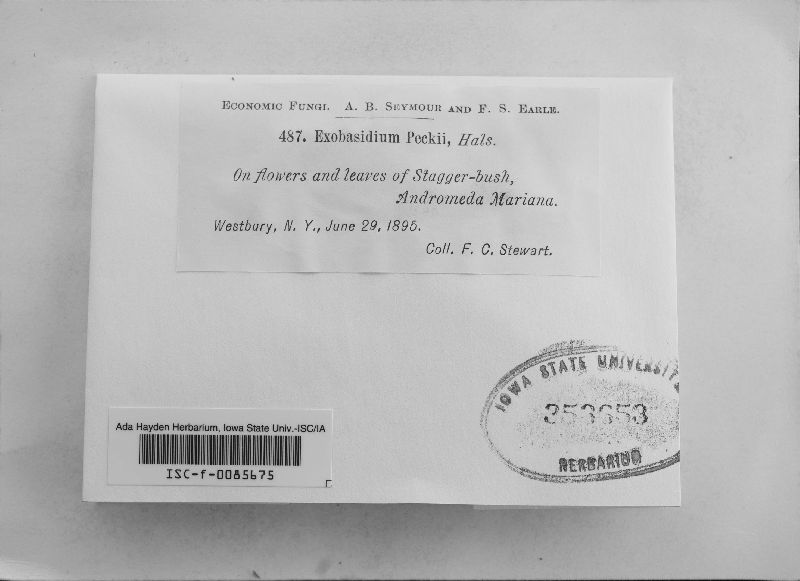 Economic Fungi. A. B. Seymour and F. S. Earle.
487. Exobasidium Peckii, Hals.
On flowers and leaves of Stagger-bush,
Andromeda Mariana.
Westbury, N. Y., June 29, 1895.
Coll. F. C. Stewart.
IOWA STATE UNIVERSITY
353653
HERBARIUM
Ada Hayden Herbarium, Iowa State Univ.-ISC/IA
ISC-f-0085675